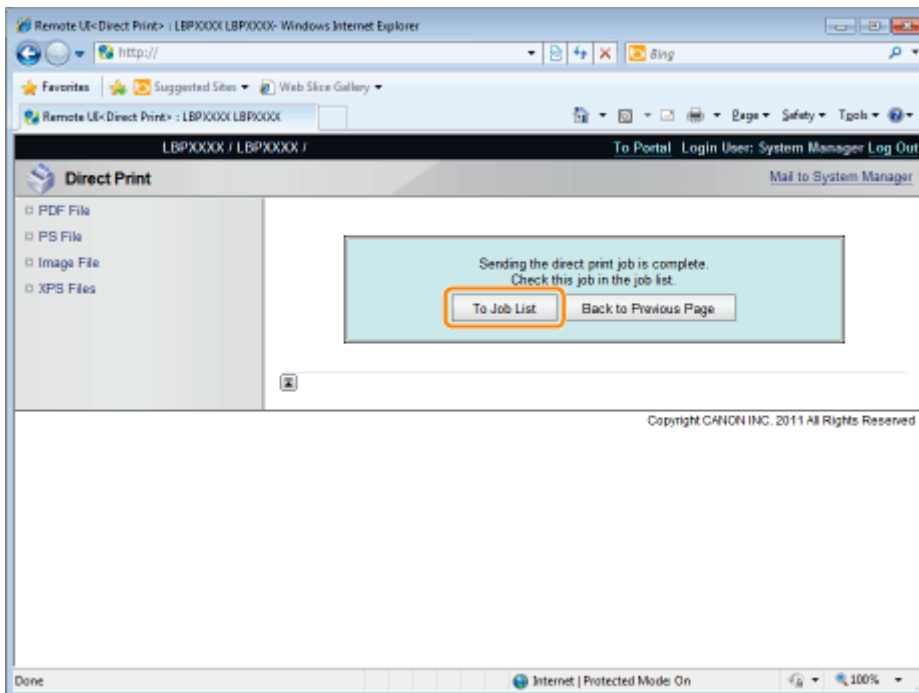 Remote UI<Direct Print> : LBPXXXX LBPXXXX- Windows Internet Explorer
http://
Bing
Favorites Suggested Sites Web Slice Gallery
Remote UI<Direct Print> : LBPXXXX LBPXXXX
Page Safety Tools
LBPXXXX / LBPXXXX /
To Portal Login User: System Manager Log Out
Direct Print
Mail to System Manager
PDF File
PS File
Image File
XPS Files
Sending the direct print job is complete.
Check this job in the job list.
To Job List Back to Previous Page
Copyright CANON INC. 2011 All Rights Reserved
Done Internet | Protected Mode: On 100%